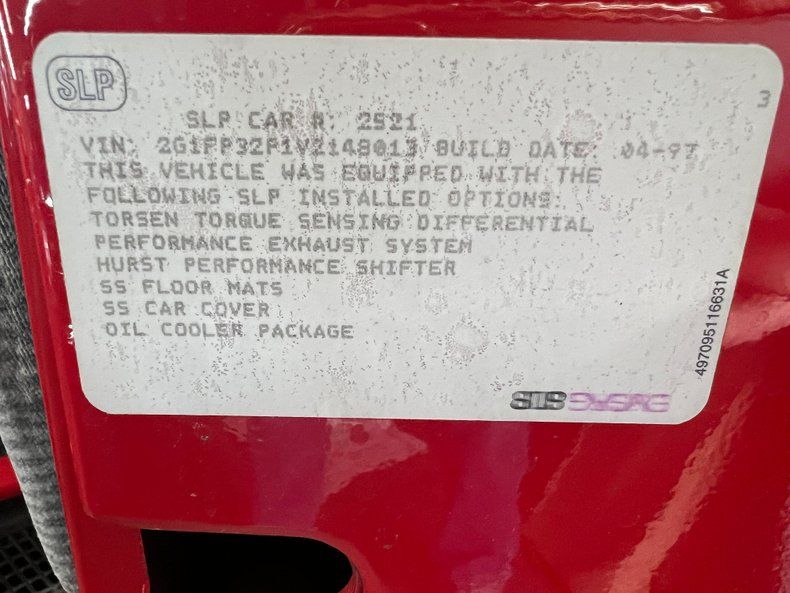 SLP
3
SLP CAR #: 2521
VIN: 2G1FP32P1V2148013 BUILD DATE: 04-97
THIS VEHICLE WAS EQUIPPED WITH THE
FOLLOWING SLP INSTALLED OPTIONS:
TORSEN TORQUE SENSING DIFFERENTIAL
PERFORMANCE EXHAUST SYSTEM
HURST PERFORMANCE SHIFTER
SS FLOOR MATS
SS CAR COVER
OIL COOLER PACKAGE
497095116631A